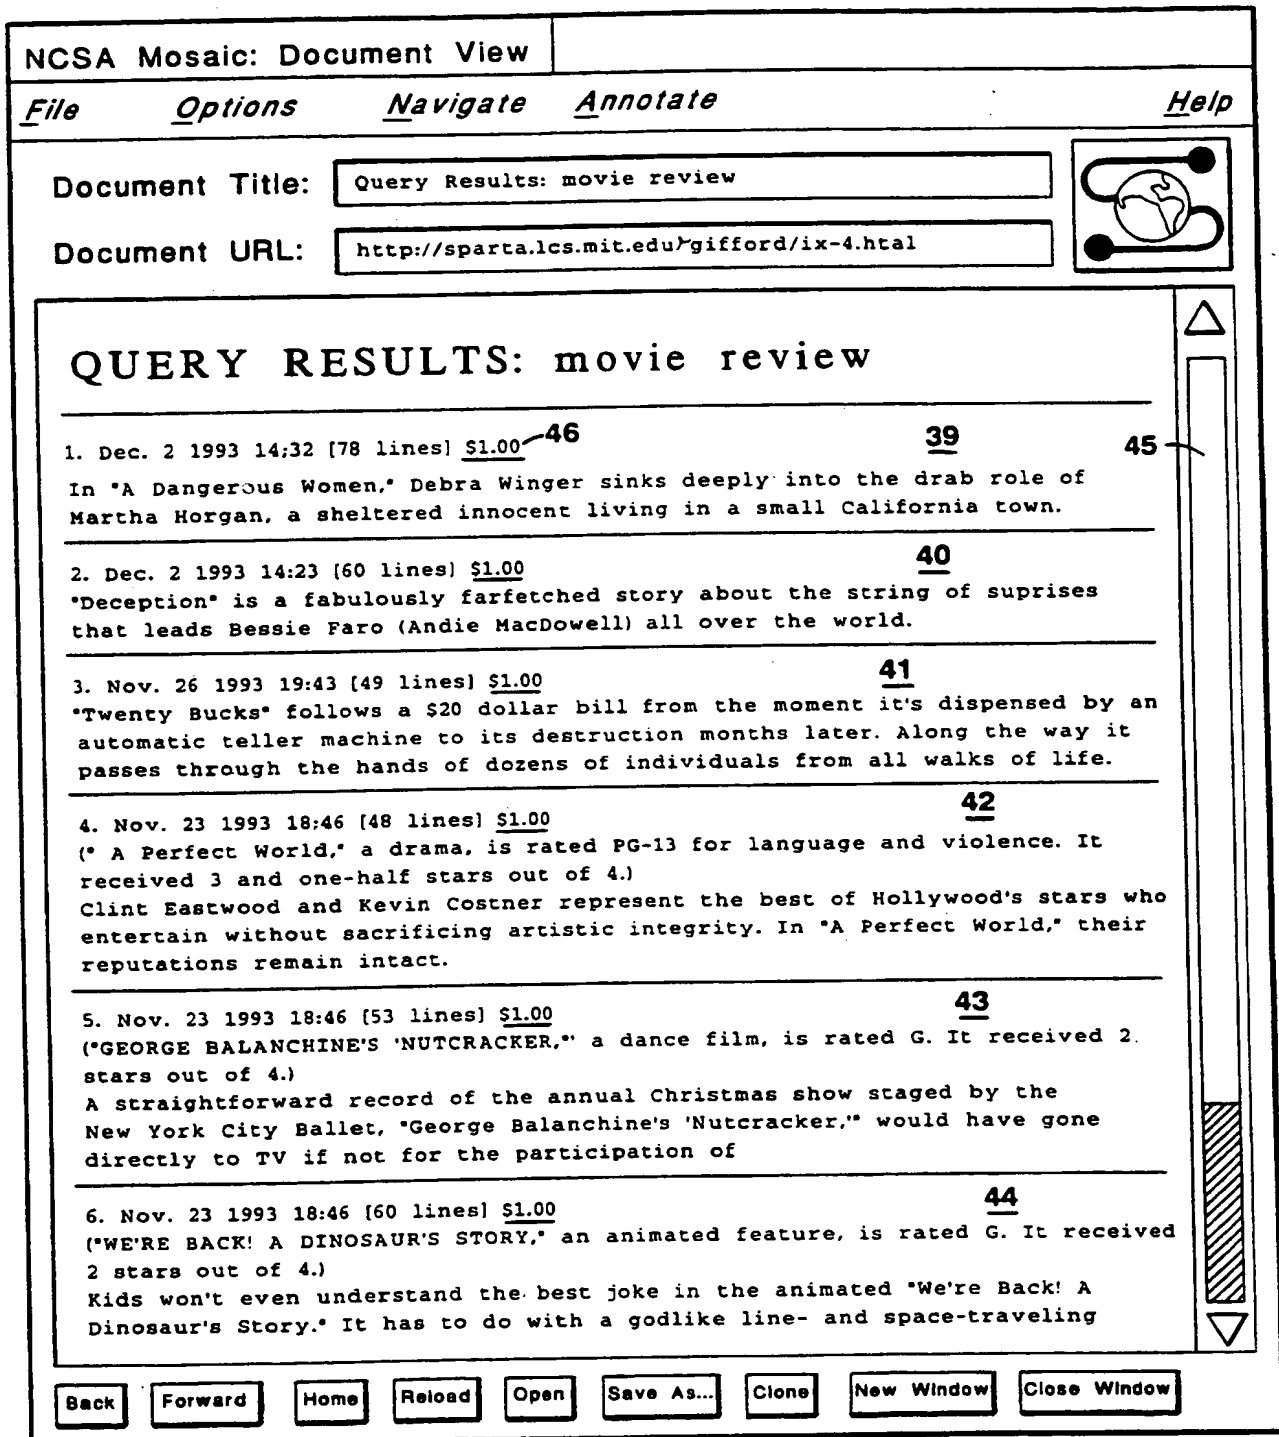 NCSA Mosaic: Document View
File Options Navigate Annotate Help
Document Title: Query Results: movie review
Document URL: http://sparta.lcs.mit.edu/~gifford/ix-4.htal
QUERY RESULTS: movie review
1. Dec. 2 1993 14;32 [78 lines] $1.00 46 39 45
In "A Dangerous Women," Debra Winger sinks deeply into the drab role of
Martha Horgan, a sheltered innocent living in a small California town.
2. Dec. 2 1993 14:23 [60 lines] $1.00 40
"Deception" is a fabulously farfetched story about the string of suprises
that leads Bessie Faro (Andie MacDowell) all over the world.
3. Nov. 26 1993 19:43 [49 lines] $1.00 41
"Twenty Bucks" follows a $20 dollar bill from the moment it's dispensed by an
automatic teller machine to its destruction months later. Along the way it
passes through the hands of dozens of individuals from all walks of life.
4. Nov. 23 1993 18:46 [48 lines] $1.00 42
(" A Perfect World," a drama, is rated PG-13 for language and violence. It
received 3 and one-half stars out of 4.)
Clint Eastwood and Kevin Costner represent the best of Hollywood's stars who
entertain without sacrificing artistic integrity. In "A Perfect World," their
reputations remain intact.
5. Nov. 23 1993 18:46 [53 lines] $1.00 43
("GEORGE BALANCHINE'S 'NUTCRACKER,"' a dance film, is rated G. It received 2
stars out of 4.)
A straightforward record of the annual Christmas show staged by the
New York City Ballet, "George Balanchine's 'Nutcracker,'" would have gone
directly to TV if not for the participation of
6. Nov. 23 1993 18:46 [60 lines] $1.00 44
("WE'RE BACK! A DINOSAUR'S STORY," an animated feature, is rated G. It received
2 stars out of 4.)
Kids won't even understand the best joke in the animated "We're Back! A
Dinosaur's Story." It has to do with a godlike line- and space-traveling
Back Forward Home Reload Open Save As... Clone New Window Close Window